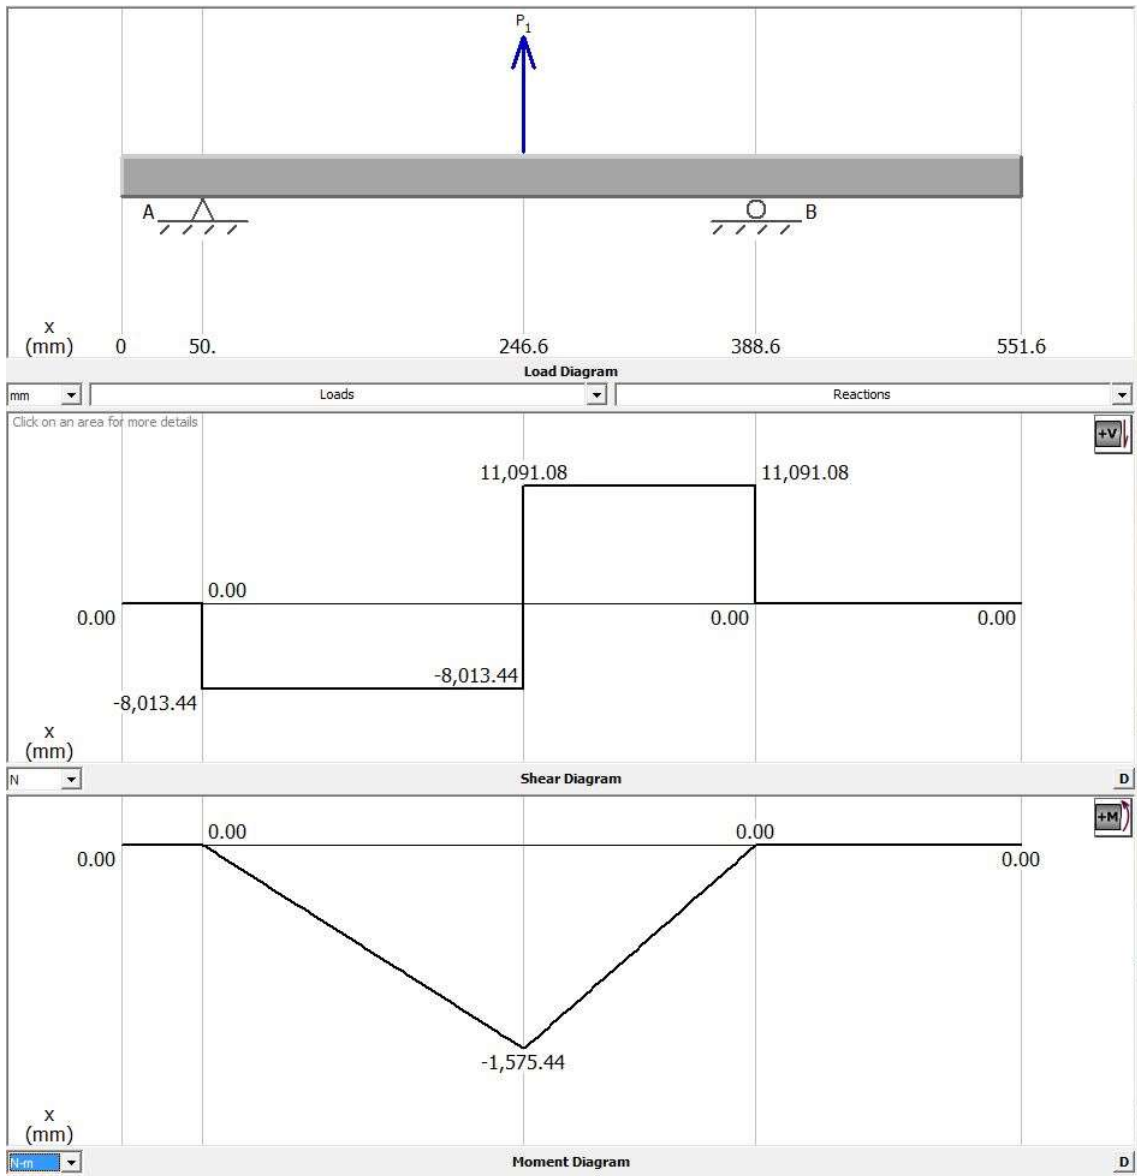 P1
A B
x
(mm) 0 50. 246.6 388.6 551.6
Load Diagram
mm Loads Reactions
Click on an area for more details
+V
11,091.08 11,091.08
0.00
0.00 0.00 0.00
-8,013.44
-8,013.44
x
(mm)
N Shear Diagram D
+M
0.00 0.00
0.00 0.00
-1,575.44
x
(mm)
N-m Moment Diagram D